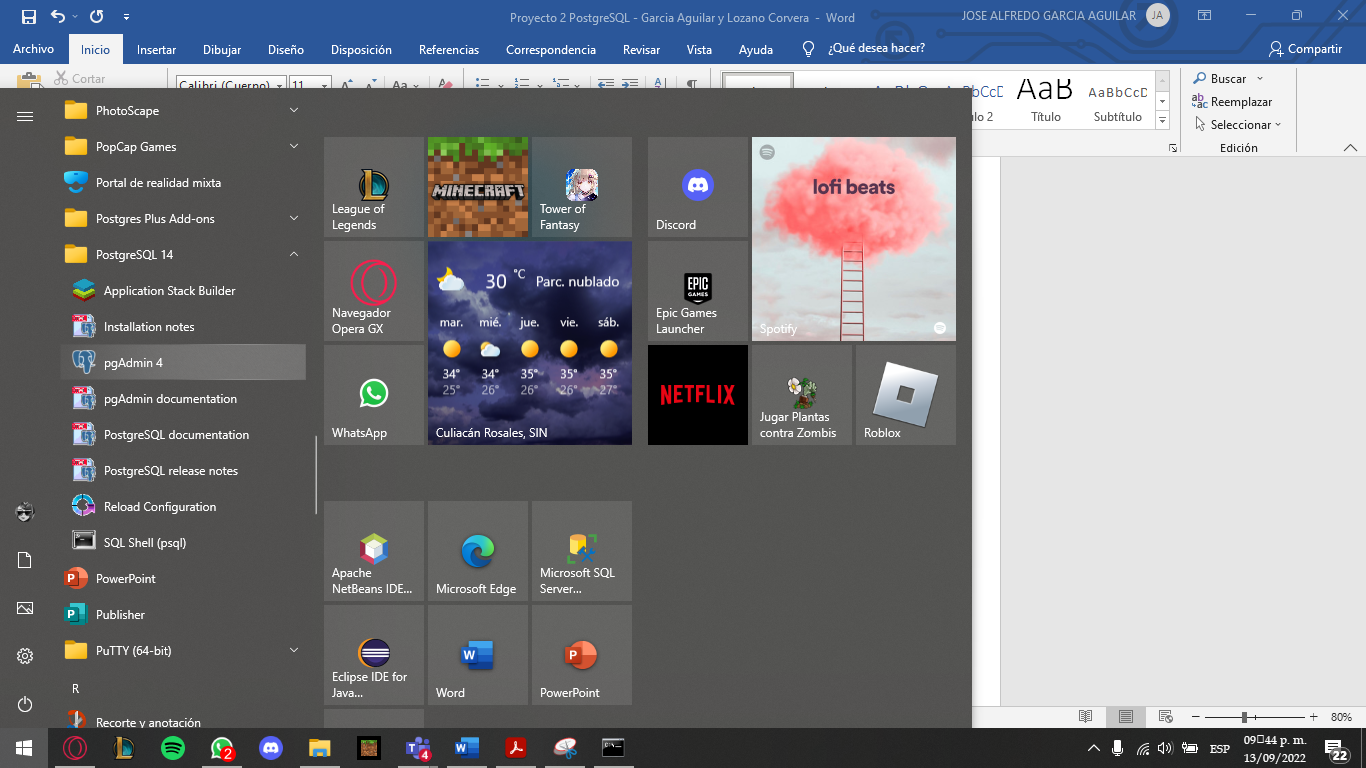 Proyecto 2 PostgreSQL - Garcia Aguilar y Lozano Corvera - Word
JOSE ALFREDO GARCIA AGUILAR
JA
Archivo
Inicio
Insertar
Dibujar
Diseño
Disposición
Referencias
Correspondencia
Revisar
Vista
Ayuda
¿Qué desea hacer?
Compartir
Cortar
Calibri (Cuerpo)
11
Aa
AaB
AaBbCcD
Título
Subtítulo
Buscar
Reemplazar
Seleccionar
Edición
PhotoScape
PopCap Games
Portal de realidad mixta
Postgres Plus Add-ons
PostgreSQL 14
Application Stack Builder
Installation notes
pgAdmin 4
pgAdmin documentation
PostgreSQL documentation
PostgreSQL release notes
Reload Configuration
SQL Shell (psql)
PowerPoint
Publisher
PuTTY (64-bit)
R
Recorte y anotación
League of
Legends
MINECRAFT
Tower of
Fantasy
Discord
lofi beats
Spotify
Navegador
Opera GX
30 °C Parc. nublado
mar. mié. jue. vie. sáb.
34° 34° 35° 35° 35°
25° 26° 26° 26° 27°
Culiacán Rosales, SIN
EPIC
GAMES
Epic Games
Launcher
WhatsApp
NETFLIX
Jugar Plantas
contra Zombis
Roblox
Apache
NetBeans IDE...
Microsoft Edge
Microsoft SQL
Server...
Eclipse IDE for
Java...
Word
PowerPoint
80%
2
4
ESP
09:44 p. m.
13/09/2022
22